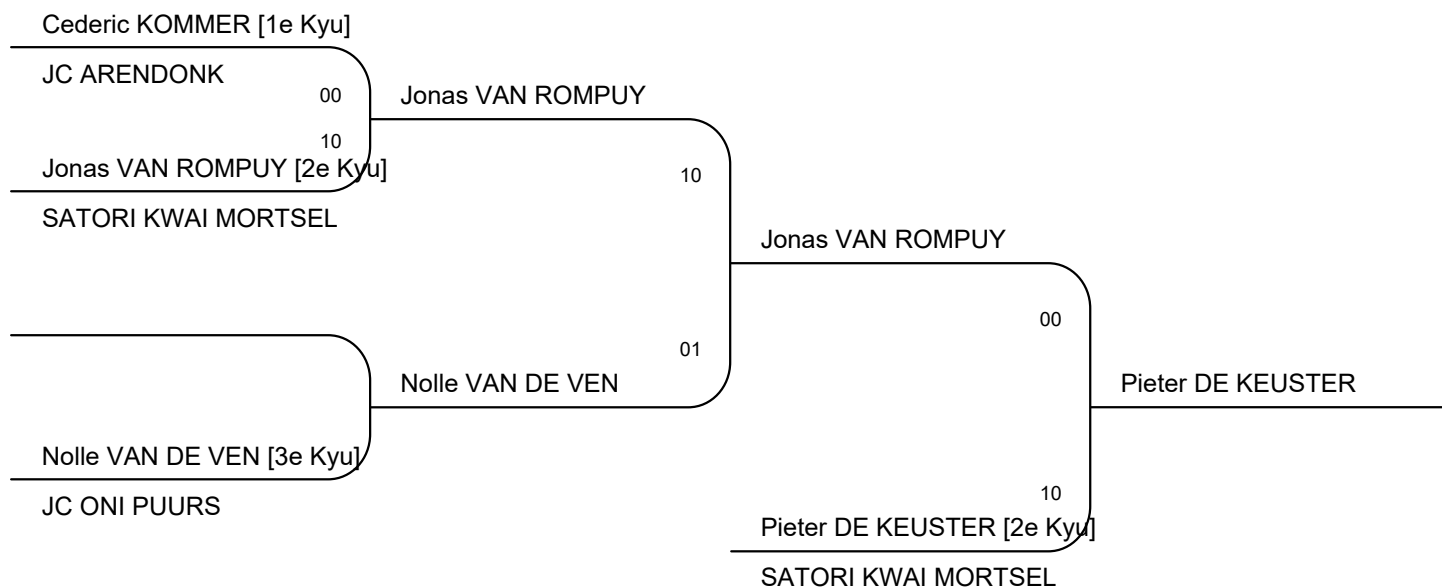 Cederic KOMMER [1e Kyu]
JC ARENDONK
00
Jonas VAN ROMPUY
10
Jonas VAN ROMPUY [2e Kyu]
10
SATORI KWAI MORTSEL
Jonas VAN ROMPUY
00
01
Nolle VAN DE VEN
Pieter DE KEUSTER
Nolle VAN DE VEN [3e Kyu]
JC ONI PUURS
10
Pieter DE KEUSTER [2e Kyu]
SATORI KWAI MORTSEL